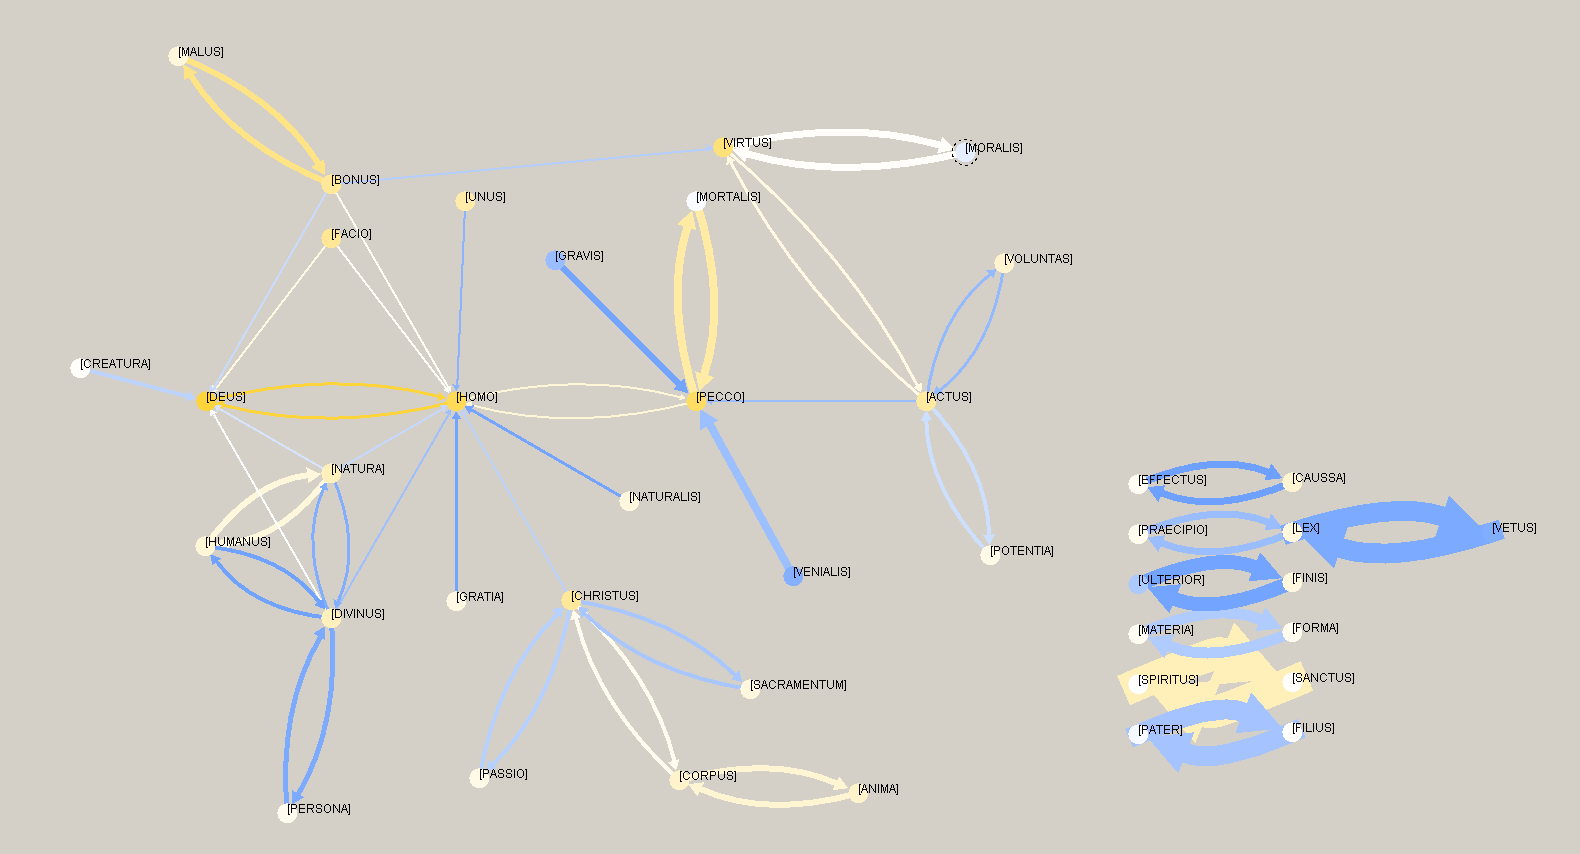 [MALUS]
[VIRTUS]
[MORALIS]
[BONUS]
[UNUS]
[MORTALIS]
[FACIO]
[GRAVIS]
[VOLUNTAS]
[CREATURA]
[DEUS]
[HOMO]
[PECCO]
[ACTUS]
[NATURA]
[EFFECTUS]
[CAUSSA]
[NATURALIS]
[PRAECIPIO]
[LEX]
[VETUS]
[HUMANUS]
[POTENTIA]
[VENIALIS]
[ULTERIOR]
[FINIS]
[GRATIA]
[CHRISTUS]
[DIVINUS]
[MATERIA]
[FORMA]
[SACRAMENTUM]
[SPIRITUS]
[SANCTUS]
[PATER]
[FILIUS]
[PASSIO]
[CORPUS]
[ANIMA]
[PERSONA]